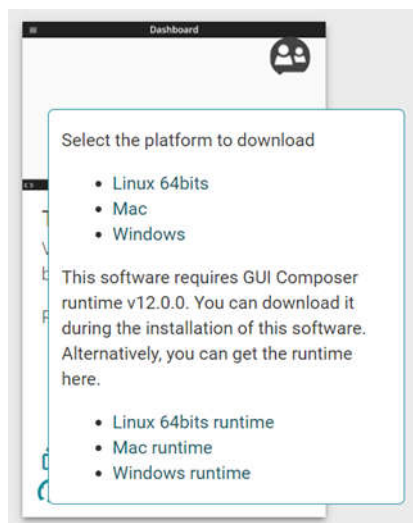 Dashboard
Select the platform to download
• Linux 64bits
• Mac
• Windows
This software requires GUI Composer
runtime v12.0.0. You can download it
during the installation of this software.
Alternatively, you can get the runtime
here.
• Linux 64bits runtime
• Mac runtime
• Windows runtime